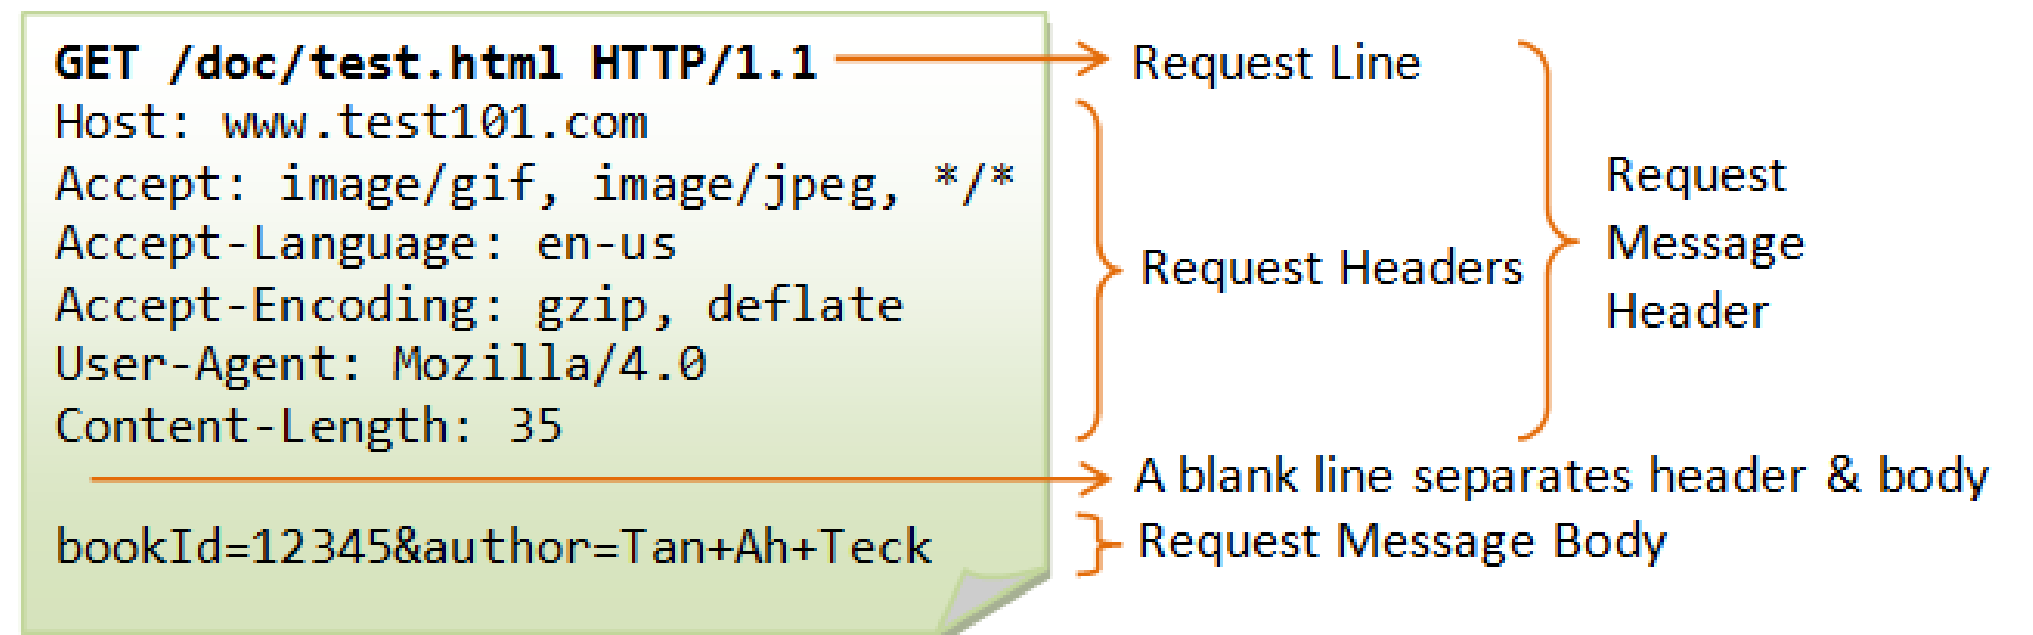 GET /doc/test.html HTTP/1.1
Host: www.test101.com
Accept: image/gif, image/jpeg, */*
Accept-Language: en-us
Accept-Encoding: gzip, deflate
User-Agent: Mozilla/4.0
Content-Length: 35
bookId=12345&author=Tan+Ah+Teck
Request Line
Request Headers
Request
Message
Header
A blank line separates header & body
Request Message Body